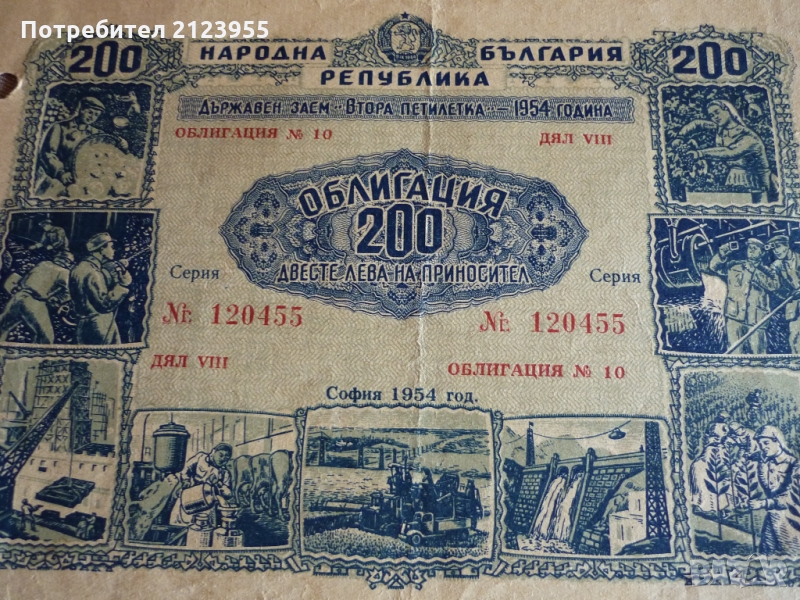 Потребител 2123955
200 НАРОДНА БЪЛГАРИЯ 200
РЕПУБЛИКА
ДЪРЖАВЕН ЗАЕМ "ВТОРА ПЕТИЛЕТКА" - 1954 ГОДИНА
ОБЛИГАЦИЯ № 10 ДЯЛ VIII
ОБЛИГАЦИЯ
200
ДВЕСТЕ ЛЕВА НА ПРИНОСИТЕЛ
Серия Серия
№ 120455 № 120455
ДЯЛ VIII ОБЛИГАЦИЯ № 10
София 1954 год.